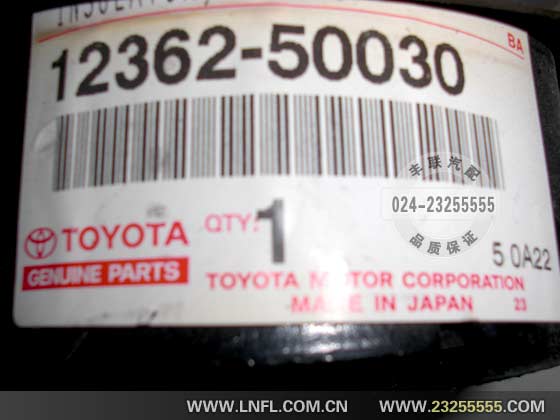 INSULATOR,
BA
12362-50030
丰联汽配
024-23255555
品质保证
TOYOTA
GENUINE PARTS
QTY. 1
5 0A22
TOYOTA MOTOR CORPORATION
MADE IN JAPAN 23
WWW.LNFL.COM.CN WWW.23255555.COM